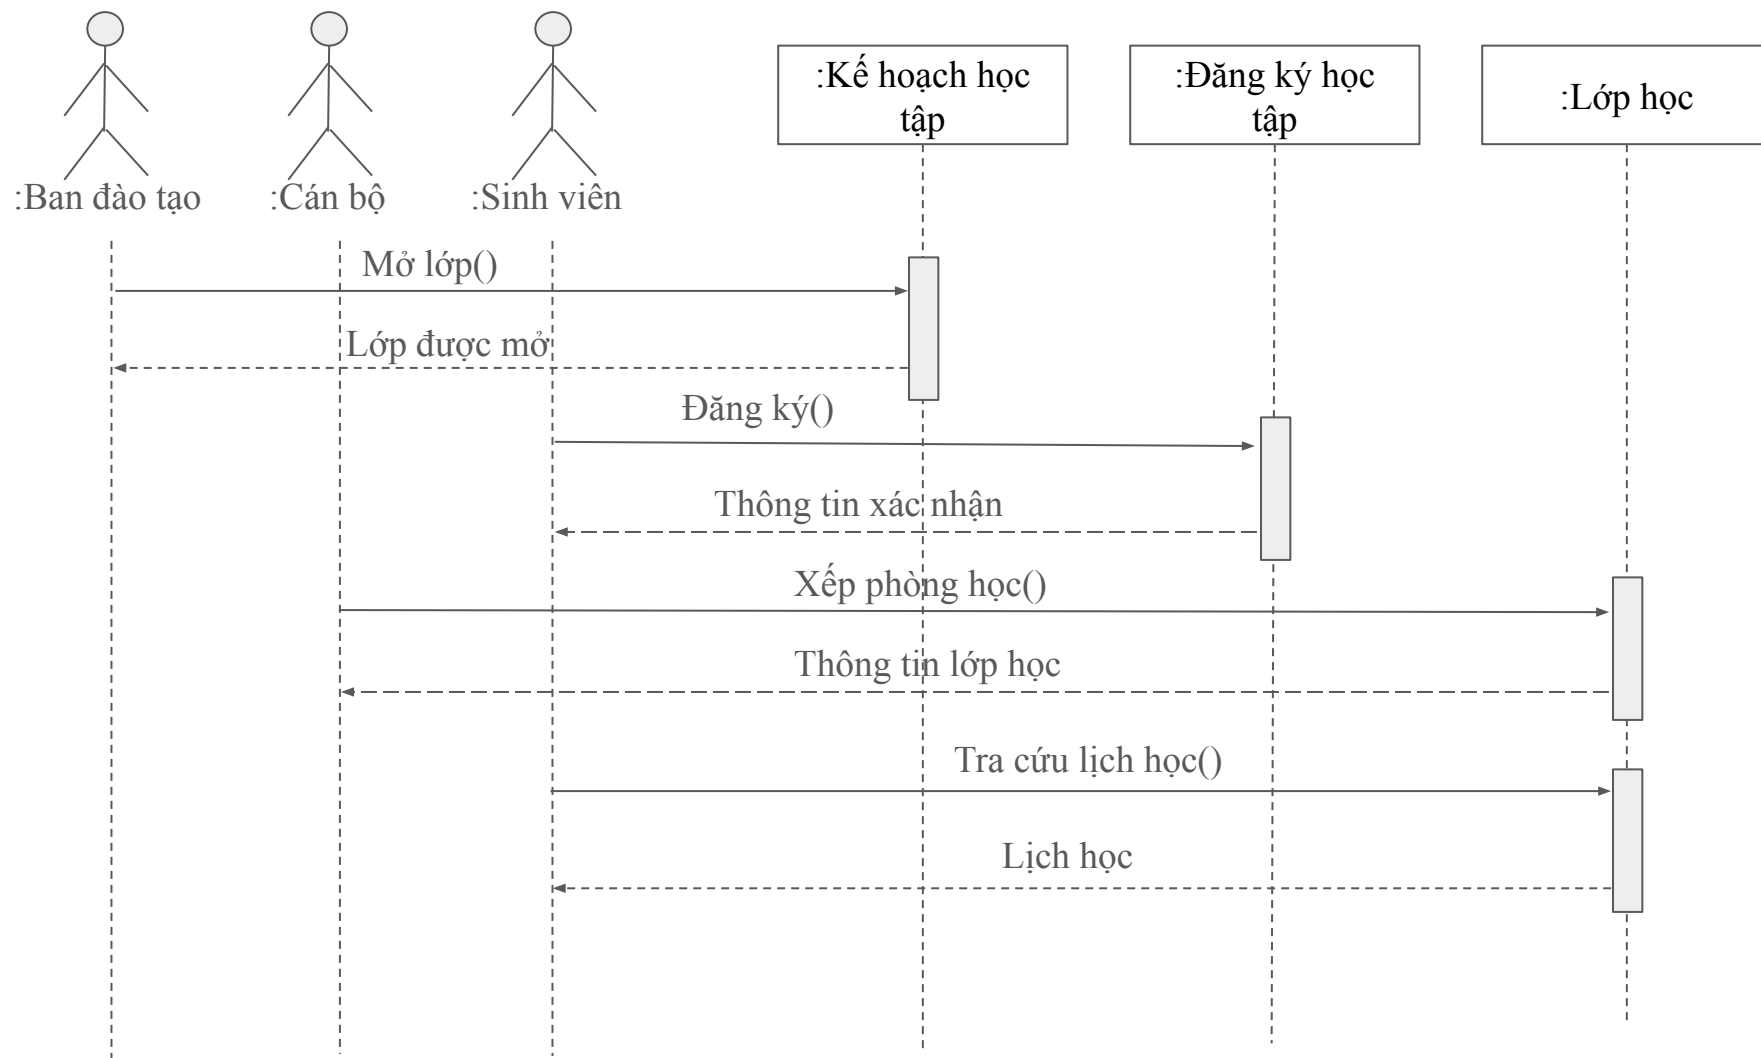 :Kế hoạch học
tập
:Đăng ký học
tập
:Lớp học
:Ban đào tạo
:Cán bộ
:Sinh viên
Mở lớp()
Lớp được mở
Đăng ký()
Thông tin xác nhận
Xếp phòng học()
Thông tin lớp học
Tra cứu lịch học()
Lịch học